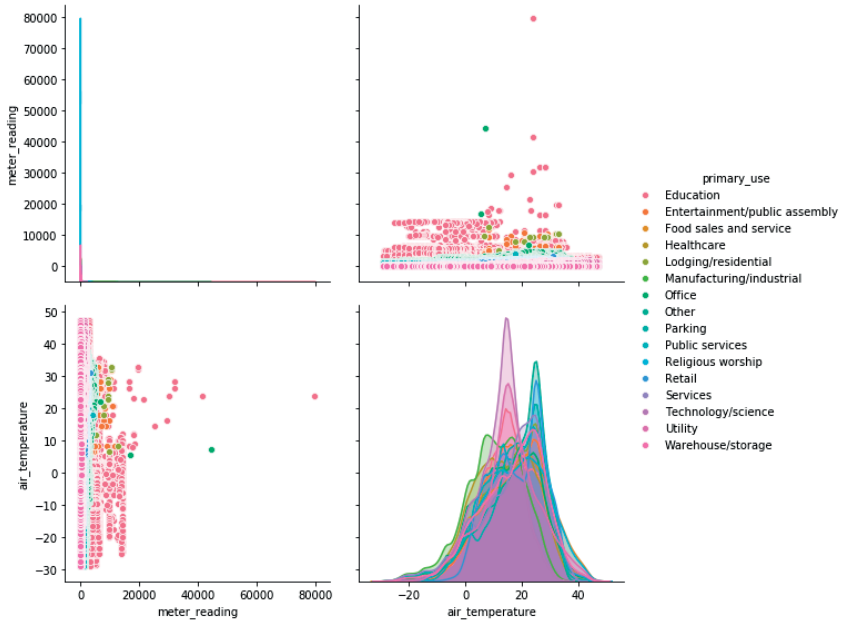 80000
70000
60000
50000
40000
30000
20000
10000
0
meter_reading
primary_use
Education
Entertainment/public assembly
Food sales and service
Healthcare
Lodging/residential
Manufacturing/industrial
Office
Other
Parking
Public services
Religious worship
Retail
Services
Technology/science
Utility
Warehouse/storage
50
40
30
20
10
0
−10
−20
−30
air_temperature
0 20000 40000 60000 80000
meter_reading
−20 0 20 40
air_temperature